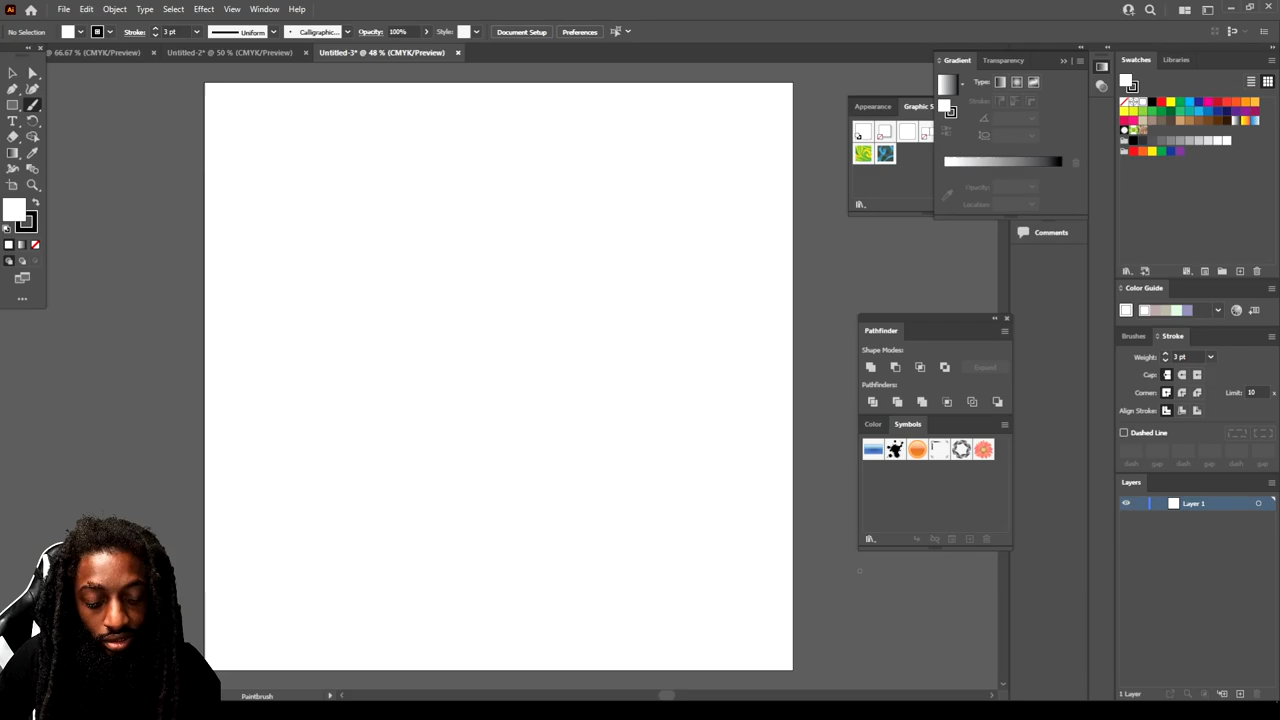 Ai File Edit Object Type Select Effect View Window Help
No Selection Stroke: 3 pt Uniform Calligraphic... Opacity: 100% Style: Document Setup Preferences
@ 66.67 % (CMYK/Preview) × Untitled-2* @ 50 % (CMYK/Preview) × Untitled-3* @ 48 % (CMYK/Preview) ×
Gradient Transparency
Type:
Stroke:
Opacity:
Location:
Appearance Graphic S
Comments
Pathfinder
Shape Modes:
Expand
Pathfinders:
Color Symbols
Swatches Libraries
Color Guide
Brushes Stroke
Weight: 3 pt
Cap:
Corner: Limit: 10 x
Align Stroke:
Dashed Line
dash gap dash gap dash gap
Layers
Layer 1
1 Layer
Paintbrush